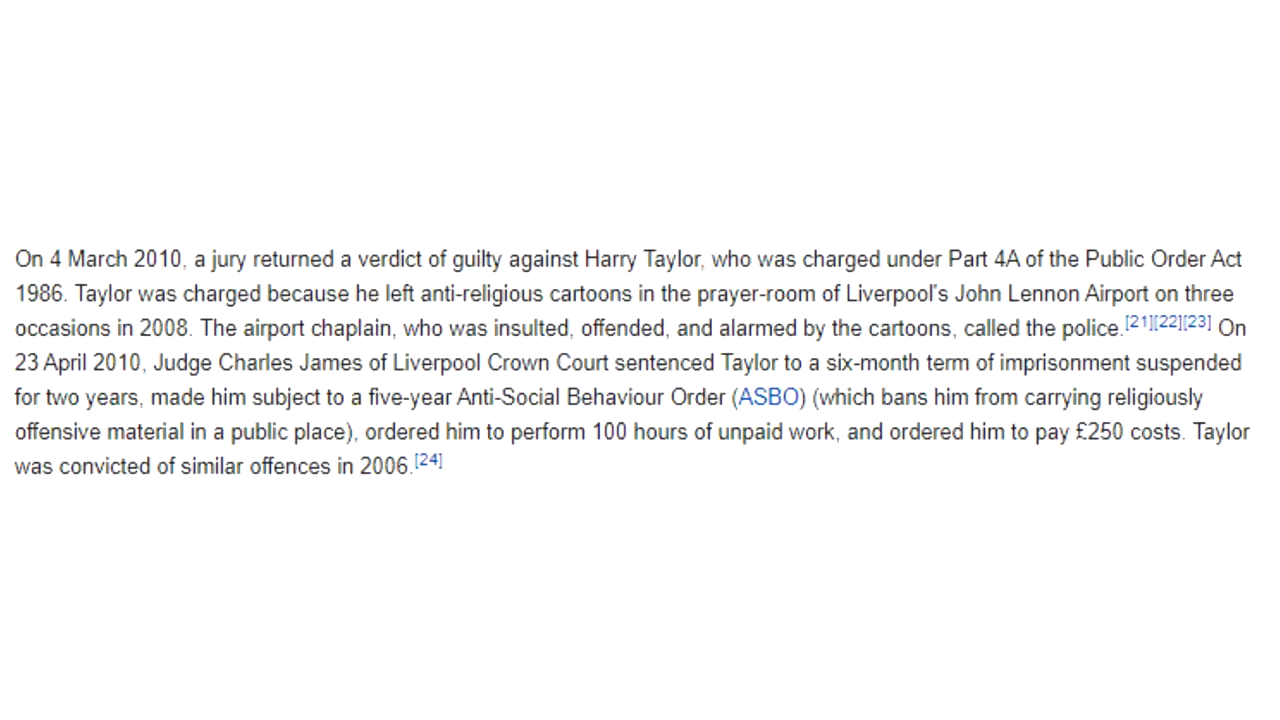 On 4 March 2010, a jury returned a verdict of guilty against Harry Taylor, who was charged under Part 4A of the Public Order Act
1986. Taylor was charged because he left anti-religious cartoons in the prayer-room of Liverpool's John Lennon Airport on three
occasions in 2008. The airport chaplain, who was insulted, offended, and alarmed by the cartoons, called the police.[21][22][23] On
23 April 2010, Judge Charles James of Liverpool Crown Court sentenced Taylor to a six-month term of imprisonment suspended
for two years, made him subject to a five-year Anti-Social Behaviour Order (ASBO) (which bans him from carrying religiously
offensive material in a public place), ordered him to perform 100 hours of unpaid work, and ordered him to pay £250 costs. Taylor
was convicted of similar offences in 2006.[24]